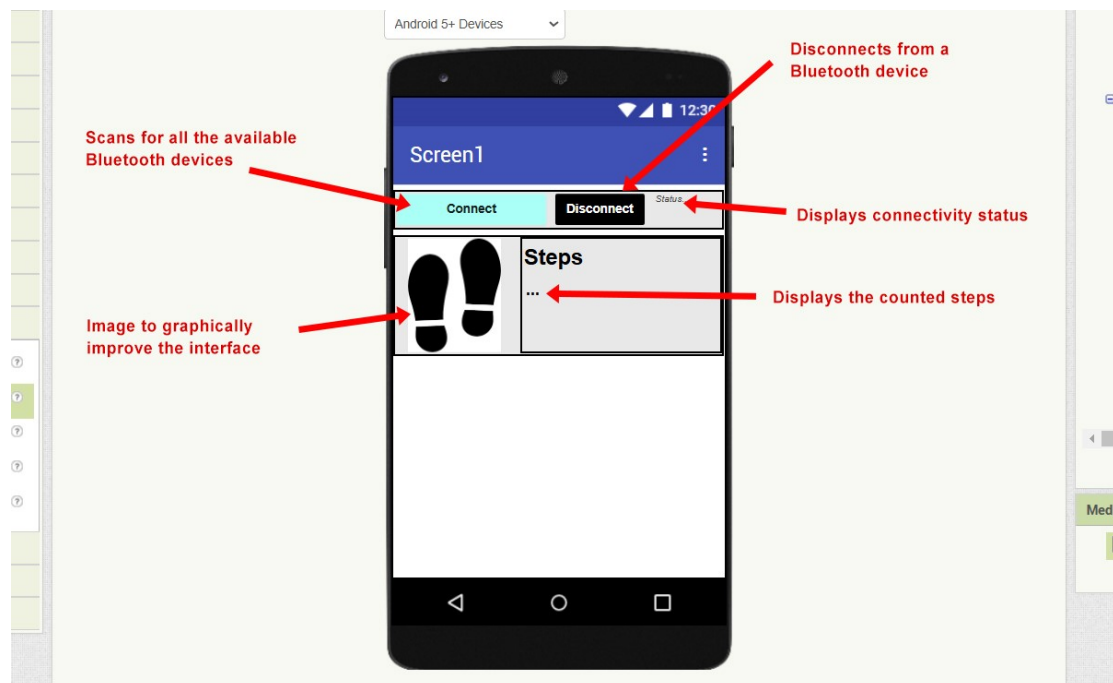 Android 5+ Devices
Disconnects from a
Bluetooth device
12:30
Scans for all the available
Bluetooth devices
Screen1
Connect
Disconnect
Status:
Displays connectivity status
Steps
...
Displays the counted steps
Image to graphically
improve the interface
?
?
?
?
?
Med